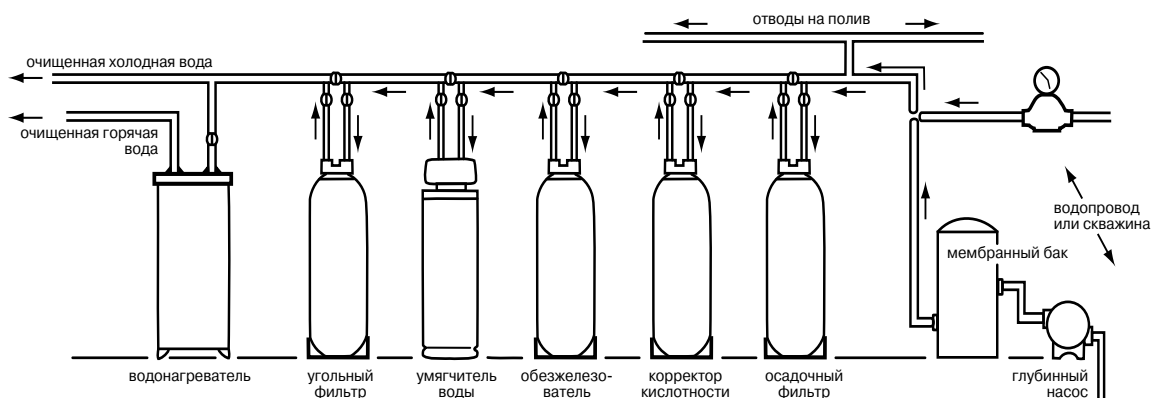 отводы на полив
очищенная холодная вода
очищенная горячая
вода
водопровод
или скважина
мембранный бак
водонагреватель
угольный
фильтр
умягчитель
воды
обезжелезо-
ватель
корректор
кислотности
осадочный
фильтр
глубинный
насос